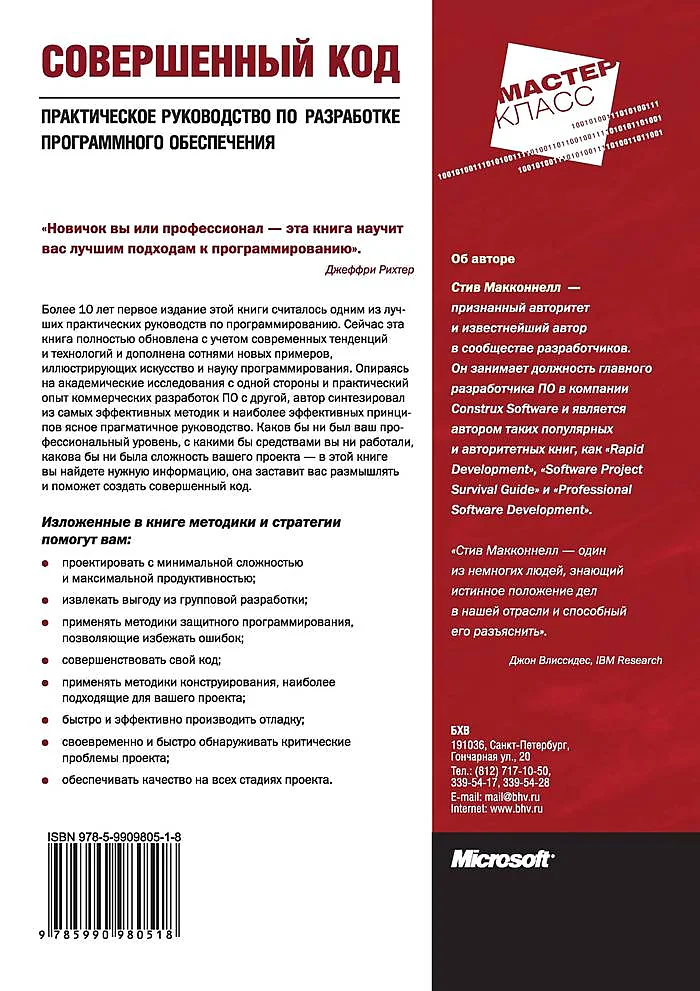 СОВЕРШЕННЫЙ КОД
ПРАКТИЧЕСКОЕ РУКОВОДСТВО ПО РАЗРАБОТКЕ
ПРОГРАММНОГО ОБЕСПЕЧЕНИЯ
«Новичок вы или профессионал — эта книга научит
вас лучшим подходам к программированию».
Джеффри Рихтер
Более 10 лет первое издание этой книги считалось одним из луч-
ших практических руководств по программированию. Сейчас эта
книга полностью обновлена с учетом современных тенденций
и технологий и дополнена сотнями новых примеров,
иллюстрирующих искусство и науку программирования. Опираясь
на академические исследования с одной стороны и практический
опыт коммерческих разработок ПО с другой, автор синтезировал
из самых эффективных методик и наиболее эффективных принци-
пов ясное прагматичное руководство. Каков бы ни был ваш про-
фессиональный уровень, с какими бы средствами вы ни работали,
какова бы ни была сложность вашего проекта — в этой книге
вы найдете нужную информацию, она заставит вас размышлять
и поможет создать совершенный код.
Изложенные в книге методики и стратегии
помогут вам:
• проектировать с минимальной сложностью
и максимальной продуктивностью;
• извлекать выгоду из групповой разработки;
• применять методики защитного программирования,
позволяющие избежать ошибок;
• совершенствовать свой код;
• применять методики конструирования, наиболее
подходящие для вашего проекта;
• быстро и эффективно производить отладку;
• своевременно и быстро обнаруживать критические
проблемы проекта;
• обеспечивать качество на всех стадиях проекта.
ISBN 978-5-9909805-1-8
9 785990 980518
МАСТЕР
КЛАСС
Об авторе
Стив Макконнелл —
признанный авторитет
и известнейший автор
в сообществе разработчиков.
Он занимает должность главного
разработчика ПО в компании
Construx Software и является
автором таких популярных
и авторитетных книг, как «Rapid
Development», «Software Project
Survival Guide» и «Professional
Software Development».
«Стив Макконнелл — один
из немногих людей, знающий
истинное положение дел
в нашей отрасли и способный
его разъяснить».
Джон Влиссидес, IBM Research
БХВ
191036, Санкт-Петербург,
Гончарная ул., 20
Тел.: (812) 717-10-50,
339-54-17, 339-54-28
E-mail: mail@bhv.ru
Internet: www.bhv.ru
Microsoft